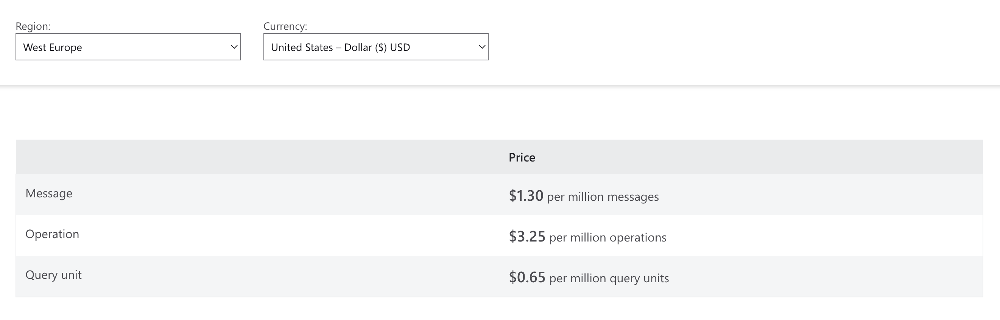 Region:
Currency:
West Europe
United States – Dollar ($) USD
Price
Message
$1.30 per million messages
Operation
$3.25 per million operations
Query unit
$0.65 per million query units